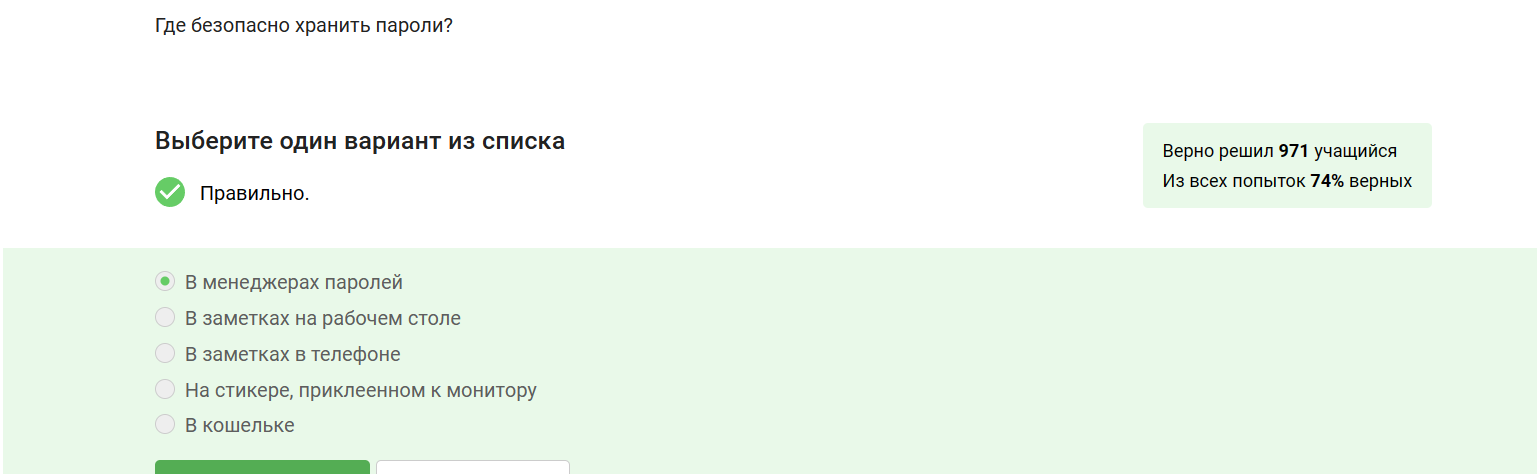 Где безопасно хранить пароли?
Выберите один вариант из списка
Правильно.
Верно решил 971 учащийся
Из всех попыток 74% верных
В менеджерах паролей
В заметках на рабочем столе
В заметках в телефоне
На стикере, приклеенном к монитору
В кошельке